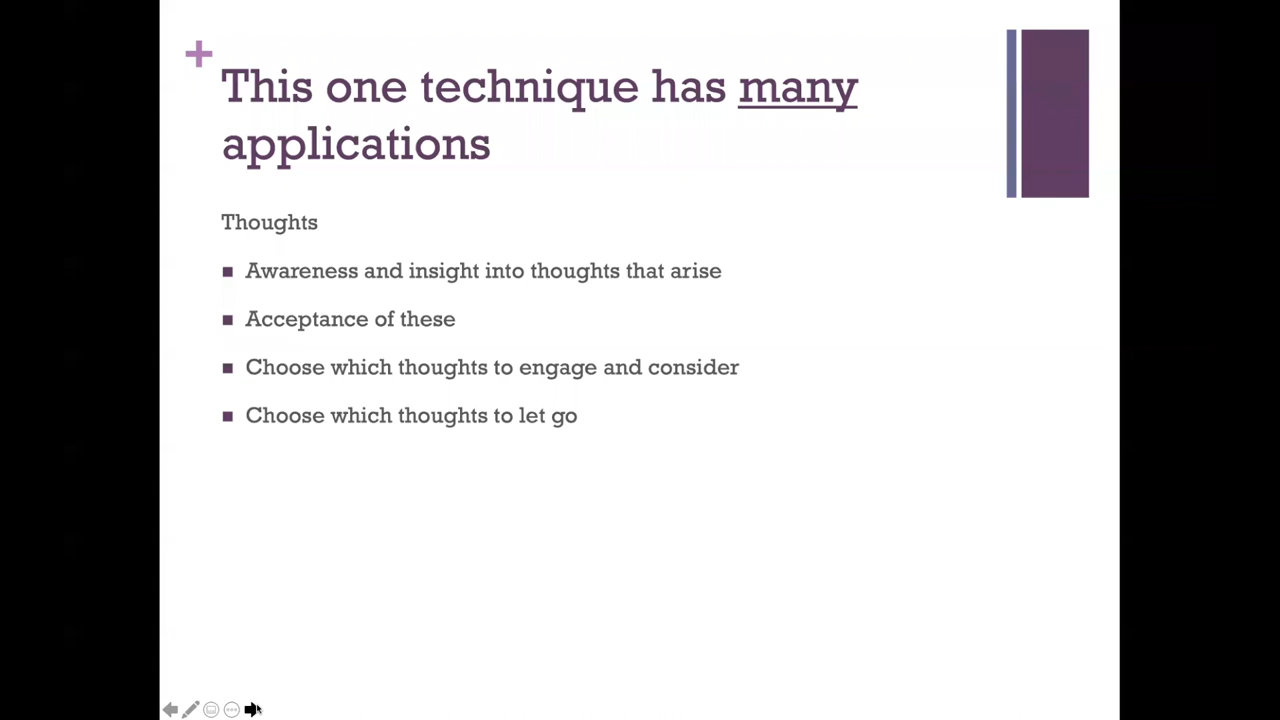 +
This one technique has many
applications
Thoughts
■ Awareness and insight into thoughts that arise
■ Acceptance of these
■ Choose which thoughts to engage and consider
■ Choose which thoughts to let go